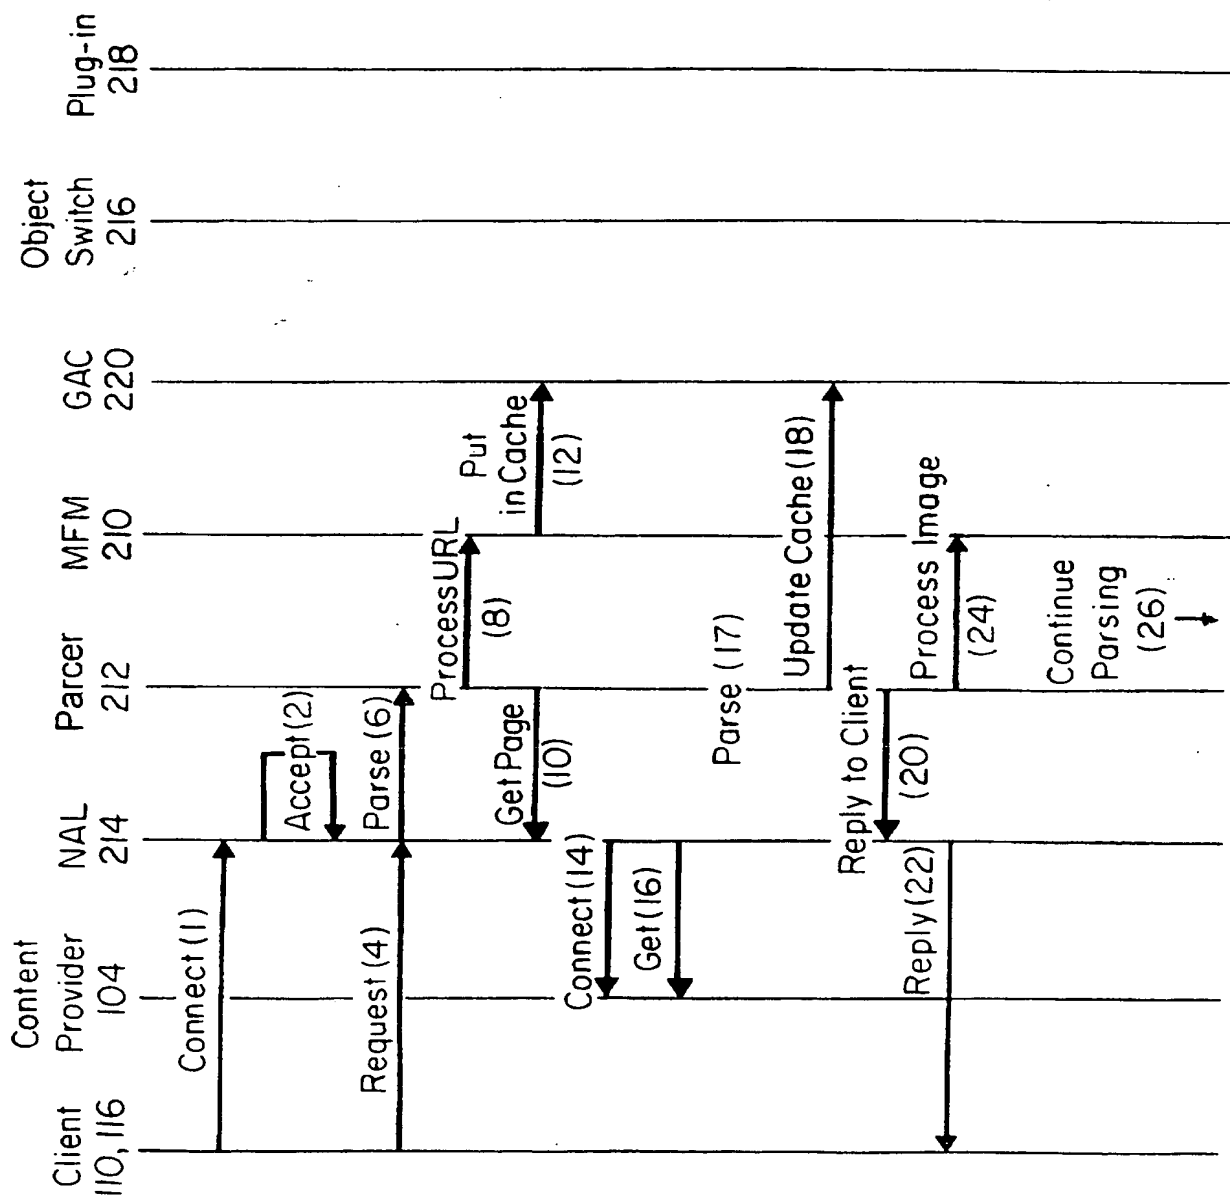 Client
110, 116
Content
Provider
104
NAL
214
Parcer
212
MFM
210
GAC
220
Object
Switch
216
Plug-in
218
Connect (1)
Accept (2)
Request (4)
Parse (6)
Process URL
(8)
Get Page
(10)
Put
in Cache
(12)
Connect (14)
Get (16)
Parse (17)
Update Cache (18)
Reply to Client
(20)
Reply (22)
Process Image
(24)
Continue
Parsing
(26)